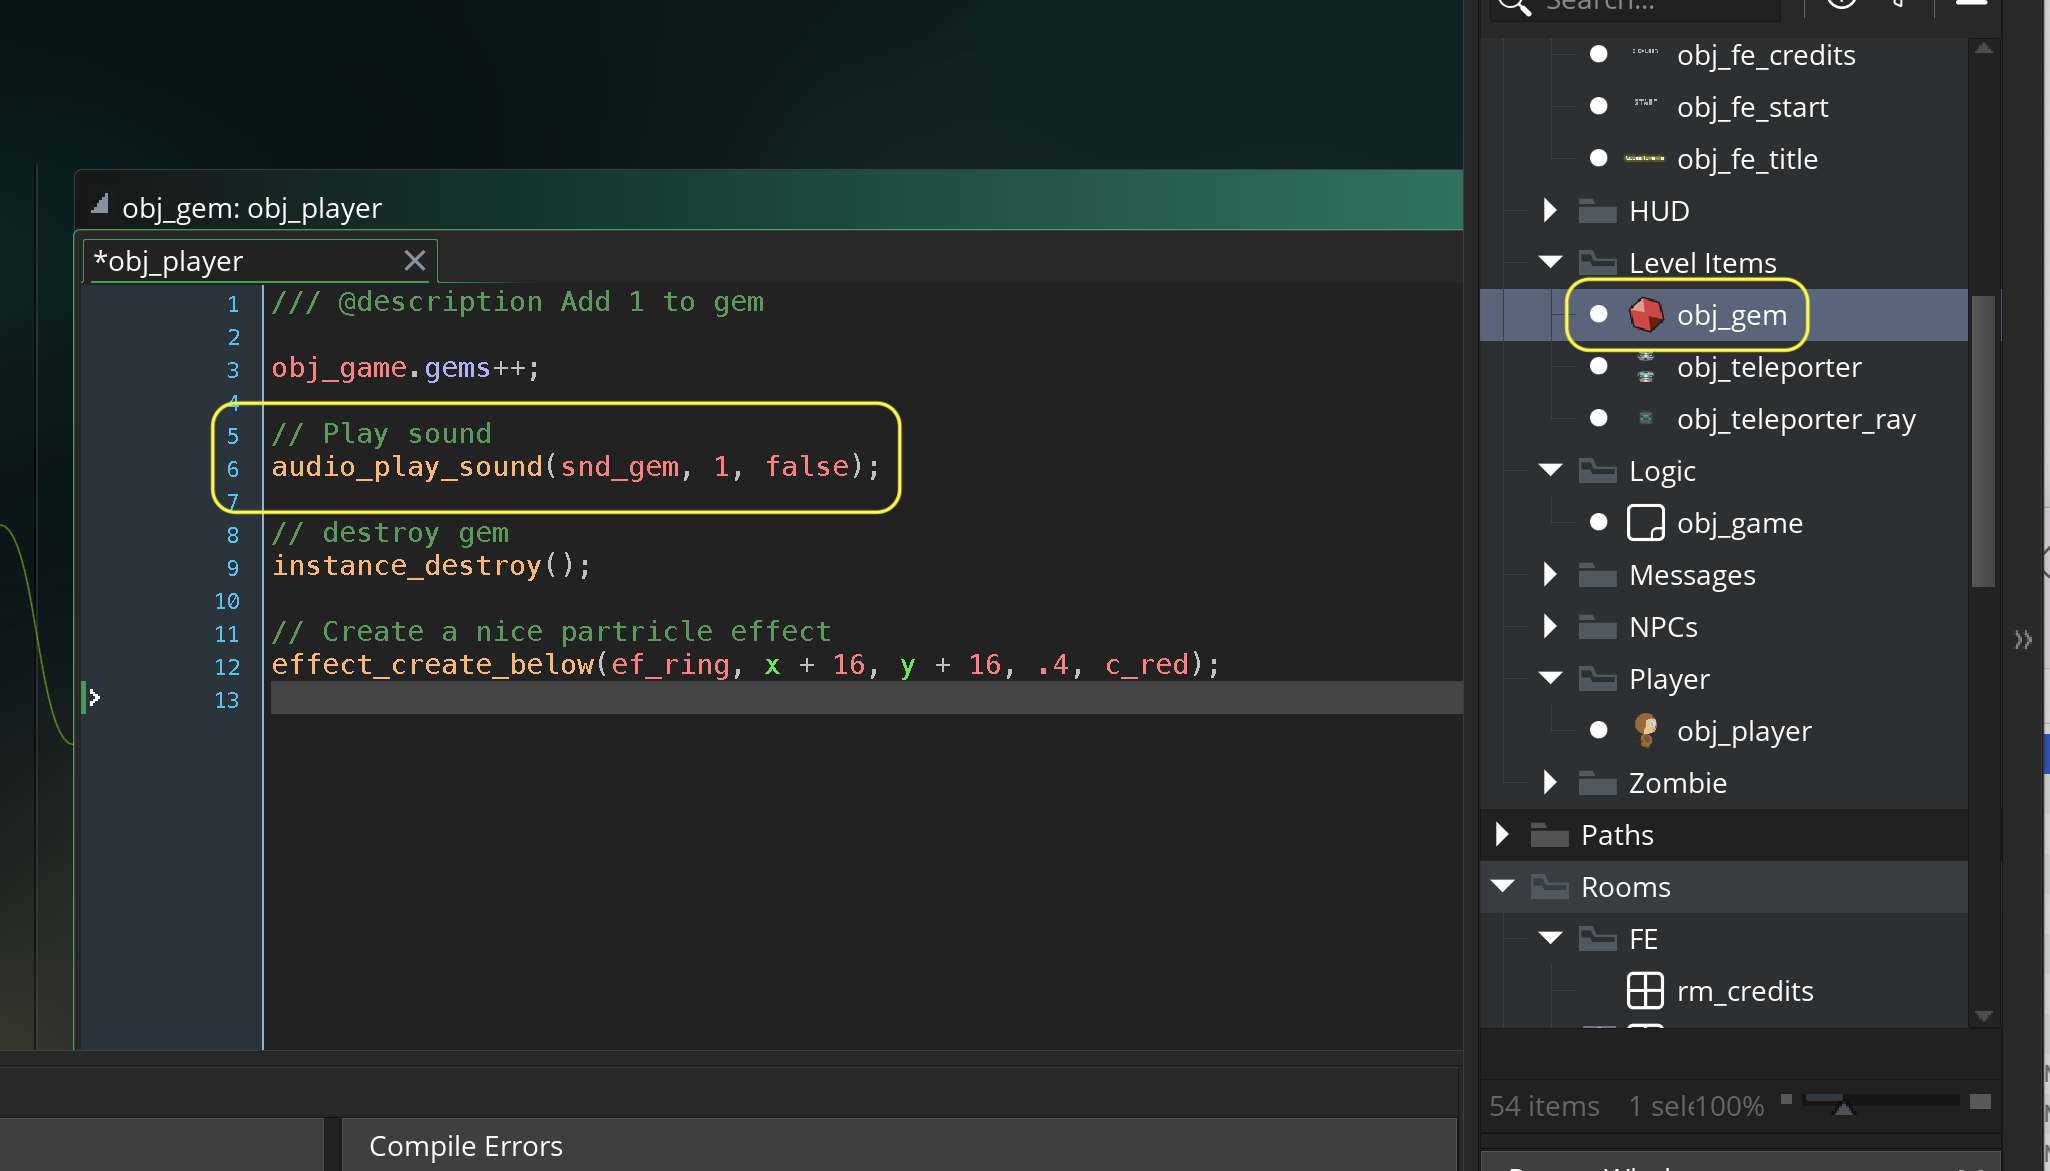 obj_gem: obj_player
*obj_player
1 /// @description Add 1 to gem
2
3 obj_game.gems++;
4
5 // Play sound
6 audio_play_sound(snd_gem, 1, false);
7
8 // destroy gem
9 instance_destroy();
10
11 // Create a nice partricle effect
12 effect_create_below(ef_ring, x + 16, y + 16, .4, c_red);
13
Compile Errors
Search...
obj_fe_credits
obj_fe_start
obj_fe_title
HUD
Level Items
obj_gem
obj_teleporter
obj_teleporter_ray
Logic
obj_game
Messages
NPCs
Player
obj_player
Zombie
Paths
Rooms
FE
rm_credits
54 items 1 sele 100%